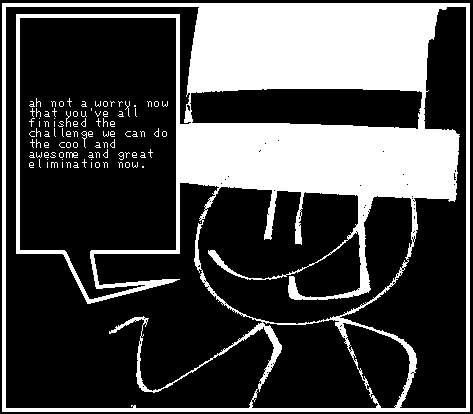 ah not a worry. now
that you've all
finished the
challenge we can do
the cool and
awesome and great
elimination now.